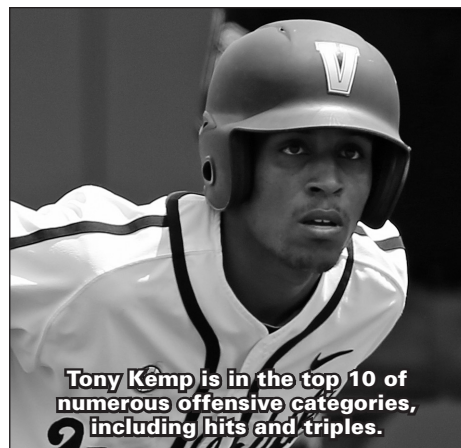 V
Tony Kemp is in the top 10 of
numerous offensive categories,
including hits and triples.